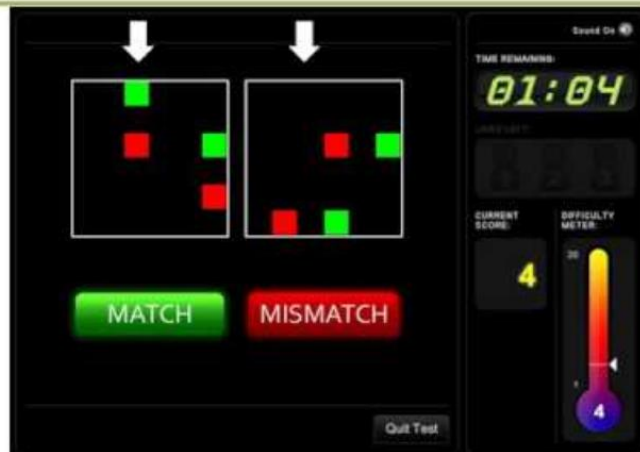 Sound On
TIME REMAINING:
01:04
CURRENT SCORE:
4
DIFFICULTY METER:
20
1
4
MATCH
MISMATCH
Quit Test